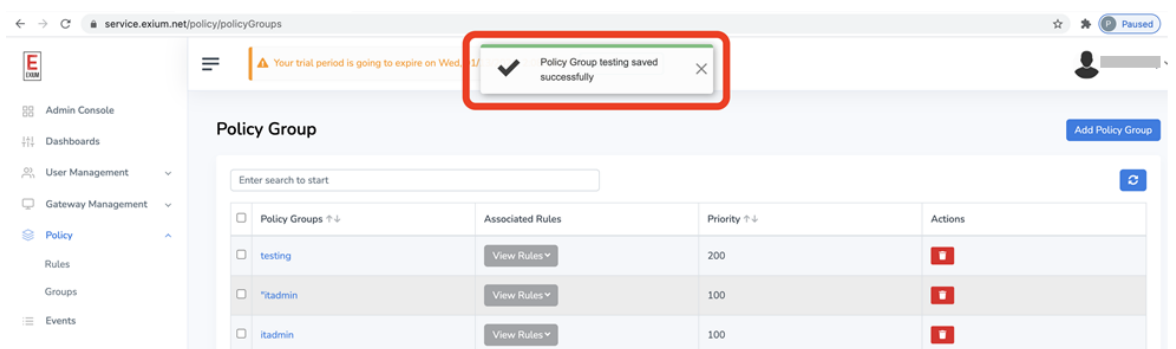 service.exium.net/policy/policyGroups
P Paused
E
EXIUM
Your trial period is going to expire on Wed, 01/
Policy Group testing saved
successfully
Admin Console
Dashboards
User Management
Gateway Management
Policy
Rules
Groups
Events
Policy Group
Add Policy Group
Enter search to start
Policy Groups Associated Rules Priority Actions
testing View Rules 200
"itadmin View Rules 100
itadmin View Rules 100